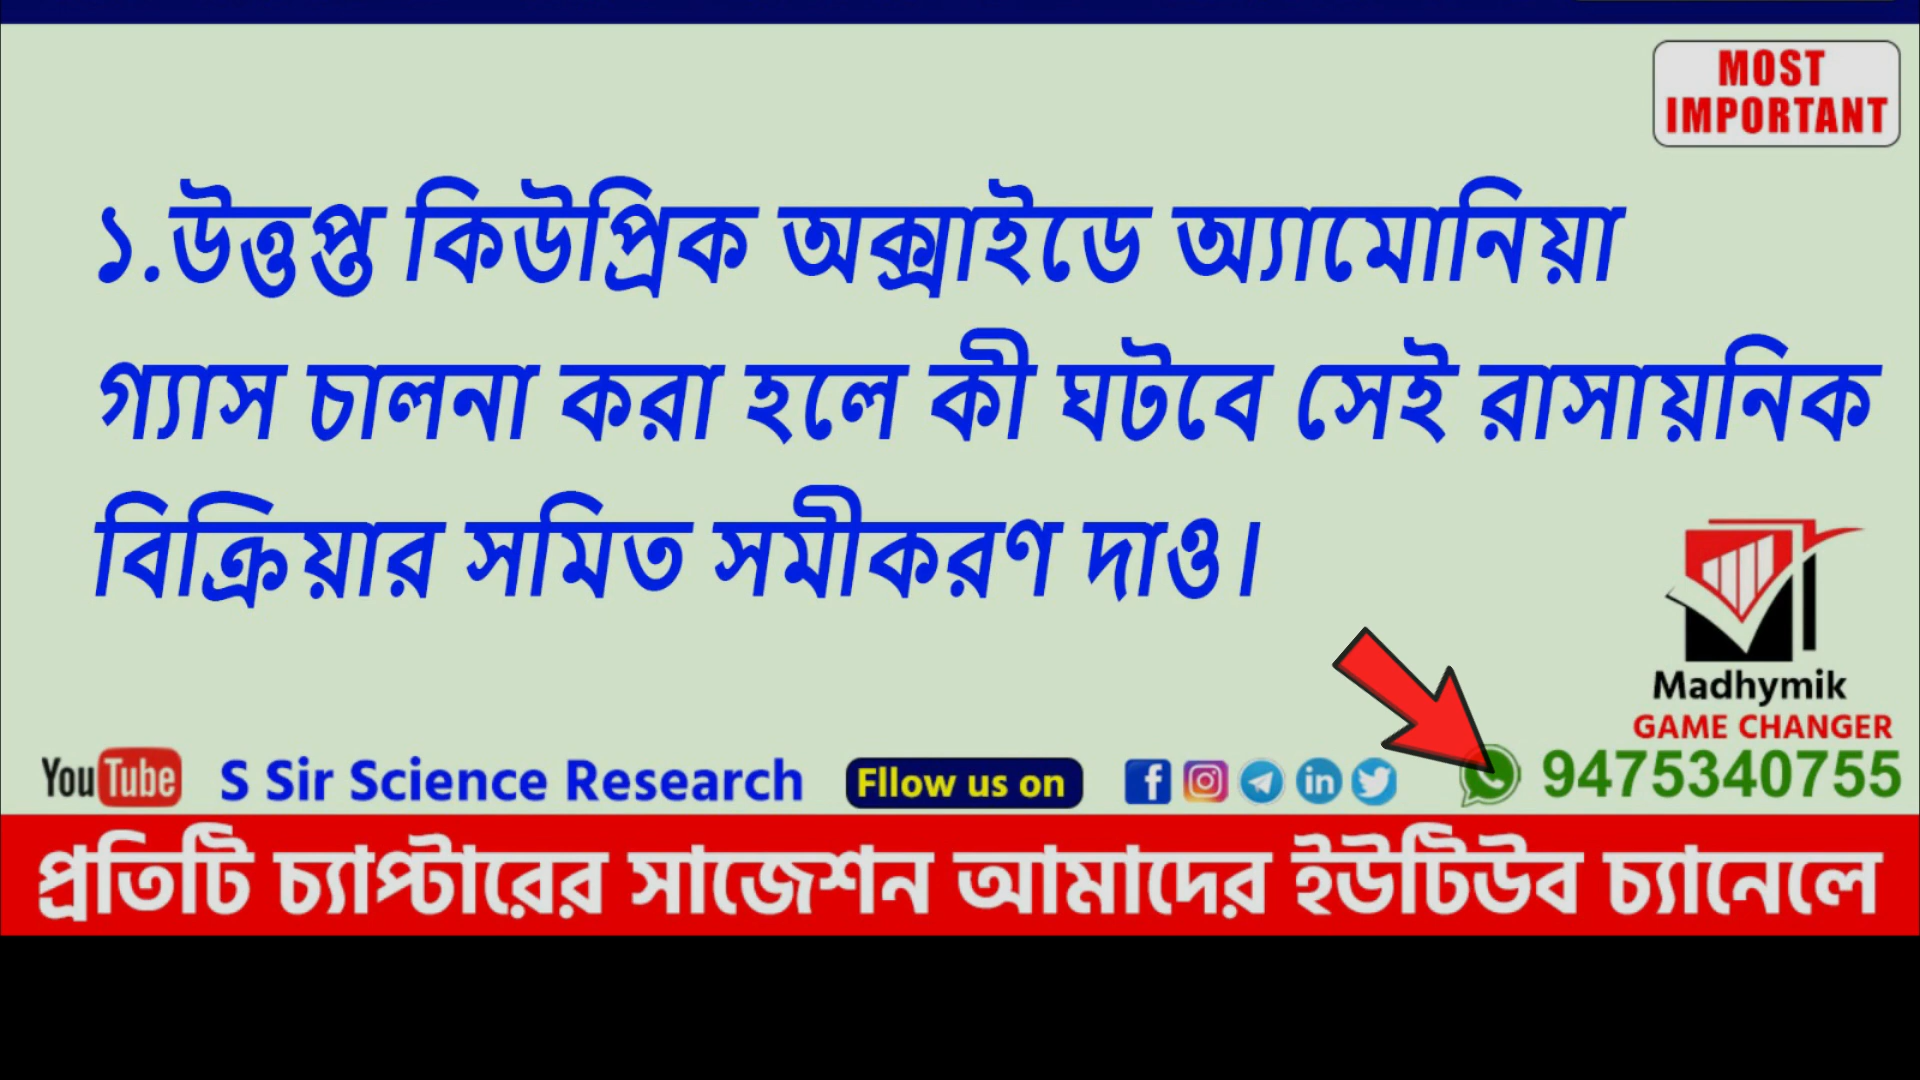 MOST
IMPORTANT
১.উত্তপ্ত কিউপ্রিক অক্সাইডে অ্যামোনিয়া
গ্যাস চালনা করা হলে কী ঘটবে সেই রাসায়নিক
বিক্রিয়ার সমিত সমীকরণ দাও।
Madhymik
GAME CHANGER
YouTube S Sir Science Research Fllow us on 9475340755
প্রতিটি চ্যাপ্টারের সাজেশন আমাদের ইউটিউব চ্যানেলে